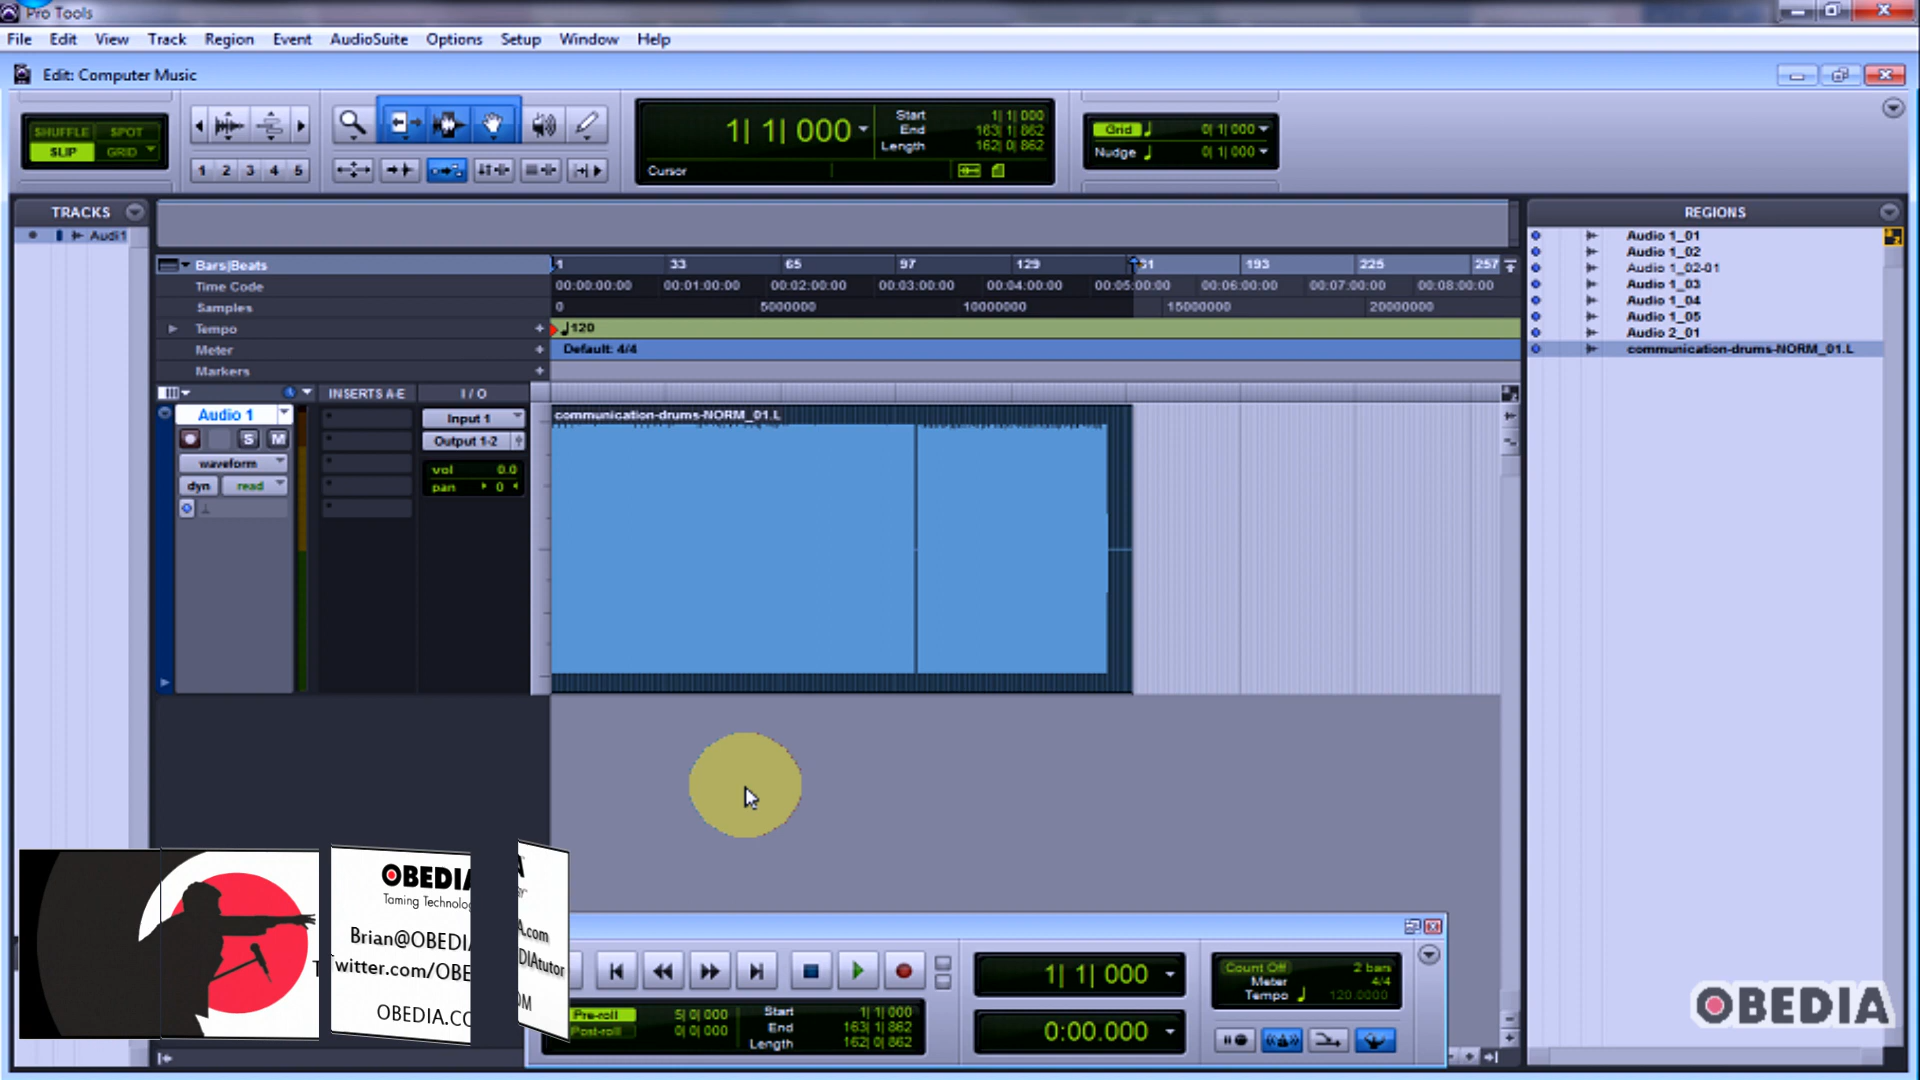 Pro Tools
File Edit View Track Region Event AudioSuite Options Setup Window Help
Edit: Computer Music
SHUFFLE SPOT
SLIP GRID
1 2 3 4 5
1| 1| 000
Start 1| 1| 000
End 163| 1| 862
Length 162| 0| 862
Cursor
Grid 0| 1| 000
Nudge 0| 1| 000
TRACKS
Audi1
REGIONS
Audio 1_01
Audio 1_02
Audio 1_02-01
Audio 1_03
Audio 1_04
Audio 1_05
Audio 2_01
communication-drums-NORM_01.L
Bars|Beats 1 33 65 97 129 193 225 257
Time Code 00:00:00:00 00:01:00:00 00:02:00:00 00:03:00:00 00:04:00:00 00:05:00:00 00:06:00:00 00:07:00:00 00:08:00:00
Samples 0 5000000 10000000 15000000 20000000
Tempo 120
Meter Default: 4/4
Markers
INSERTS A-E I / O
Audio 1
S M
waveform
dyn read
Input 1
Output 1-2
vol 0.0
pan 0
communication-drums-NORM_01.L
OBEDIA
Taming Technolo
Brian@OBEDIA
Twitter.com/OBE
OBEDIA.CO
A.com
DIAtutor
OM
Pre-roll 5| 0| 000
Post-roll 0| 0| 000
Start 1| 1| 000
End 163| 1| 862
Length 162| 0| 862
1| 1| 000
0:00.000
Count Off 2 bars
Meter 4/4
Tempo 120.0000
OBEDIA